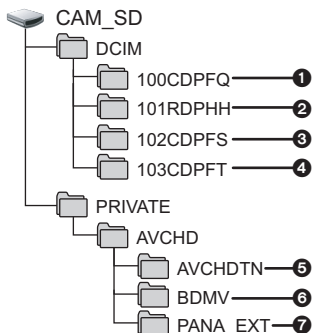 CAM_SD
DCIM
100CDPFQ ❶
101RDPHH ❷
102CDPFS ❸
103CDPFT ❹
PRIVATE
AVCHD
AVCHDTN ❺
BDMV ❻
PANA_EXT ❼